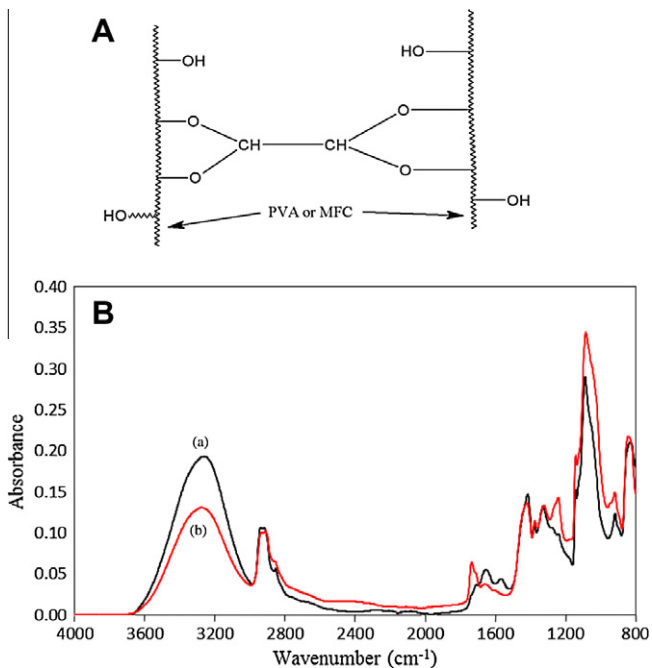 A
OH
HO
O
O
CH
CH
O
O
HO
OH
PVA or MFC
B
0.40
0.35
0.30
0.25
0.20
0.15
0.10
0.05
0.00
Absorbance
(a)
(b)
4000 3600 3200 2800 2400 2000 1600 1200 800
Wavenumber (cm⁻¹)